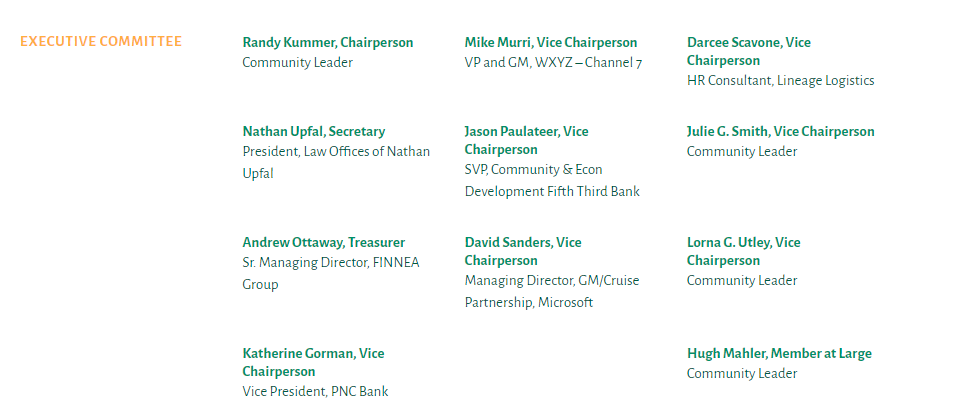 EXECUTIVE COMMITTEE
Randy Kummer, Chairperson
Community Leader
Mike Murri, Vice Chairperson
VP and GM, WXYZ – Channel 7
Darcee Scavone, Vice
Chairperson
HR Consultant, Lineage Logistics
Nathan Upfal, Secretary
President, Law Offices of Nathan
Upfal
Jason Paulateer, Vice
Chairperson
SVP, Community & Econ
Development Fifth Third Bank
Julie G. Smith, Vice Chairperson
Community Leader
Andrew Ottaway, Treasurer
Sr. Managing Director, FINNEA
Group
David Sanders, Vice
Chairperson
Managing Director, GM/Cruise
Partnership, Microsoft
Lorna G. Utley, Vice
Chairperson
Community Leader
Katherine Gorman, Vice
Chairperson
Vice President, PNC Bank
Hugh Mahler, Member at Large
Community Leader